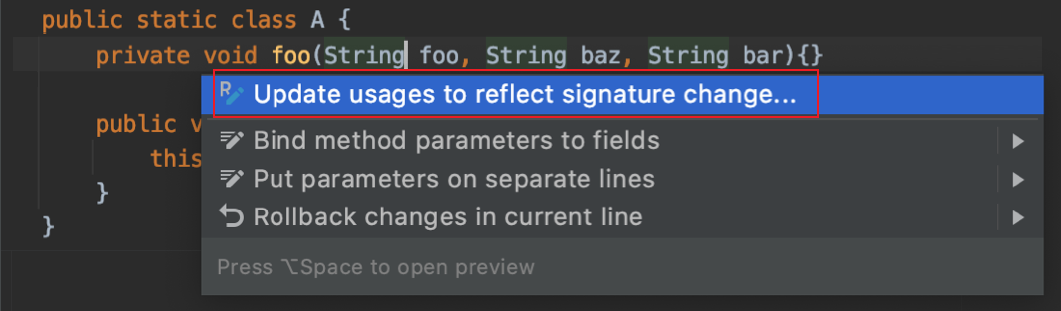 public static class A {
private void foo(String foo, String baz, String bar){}
Update usages to reflect signature change...
public v
Bind method parameters to fields
this
Put parameters on separate lines
}
Rollback changes in current line
}
Press ⌥Space to open preview